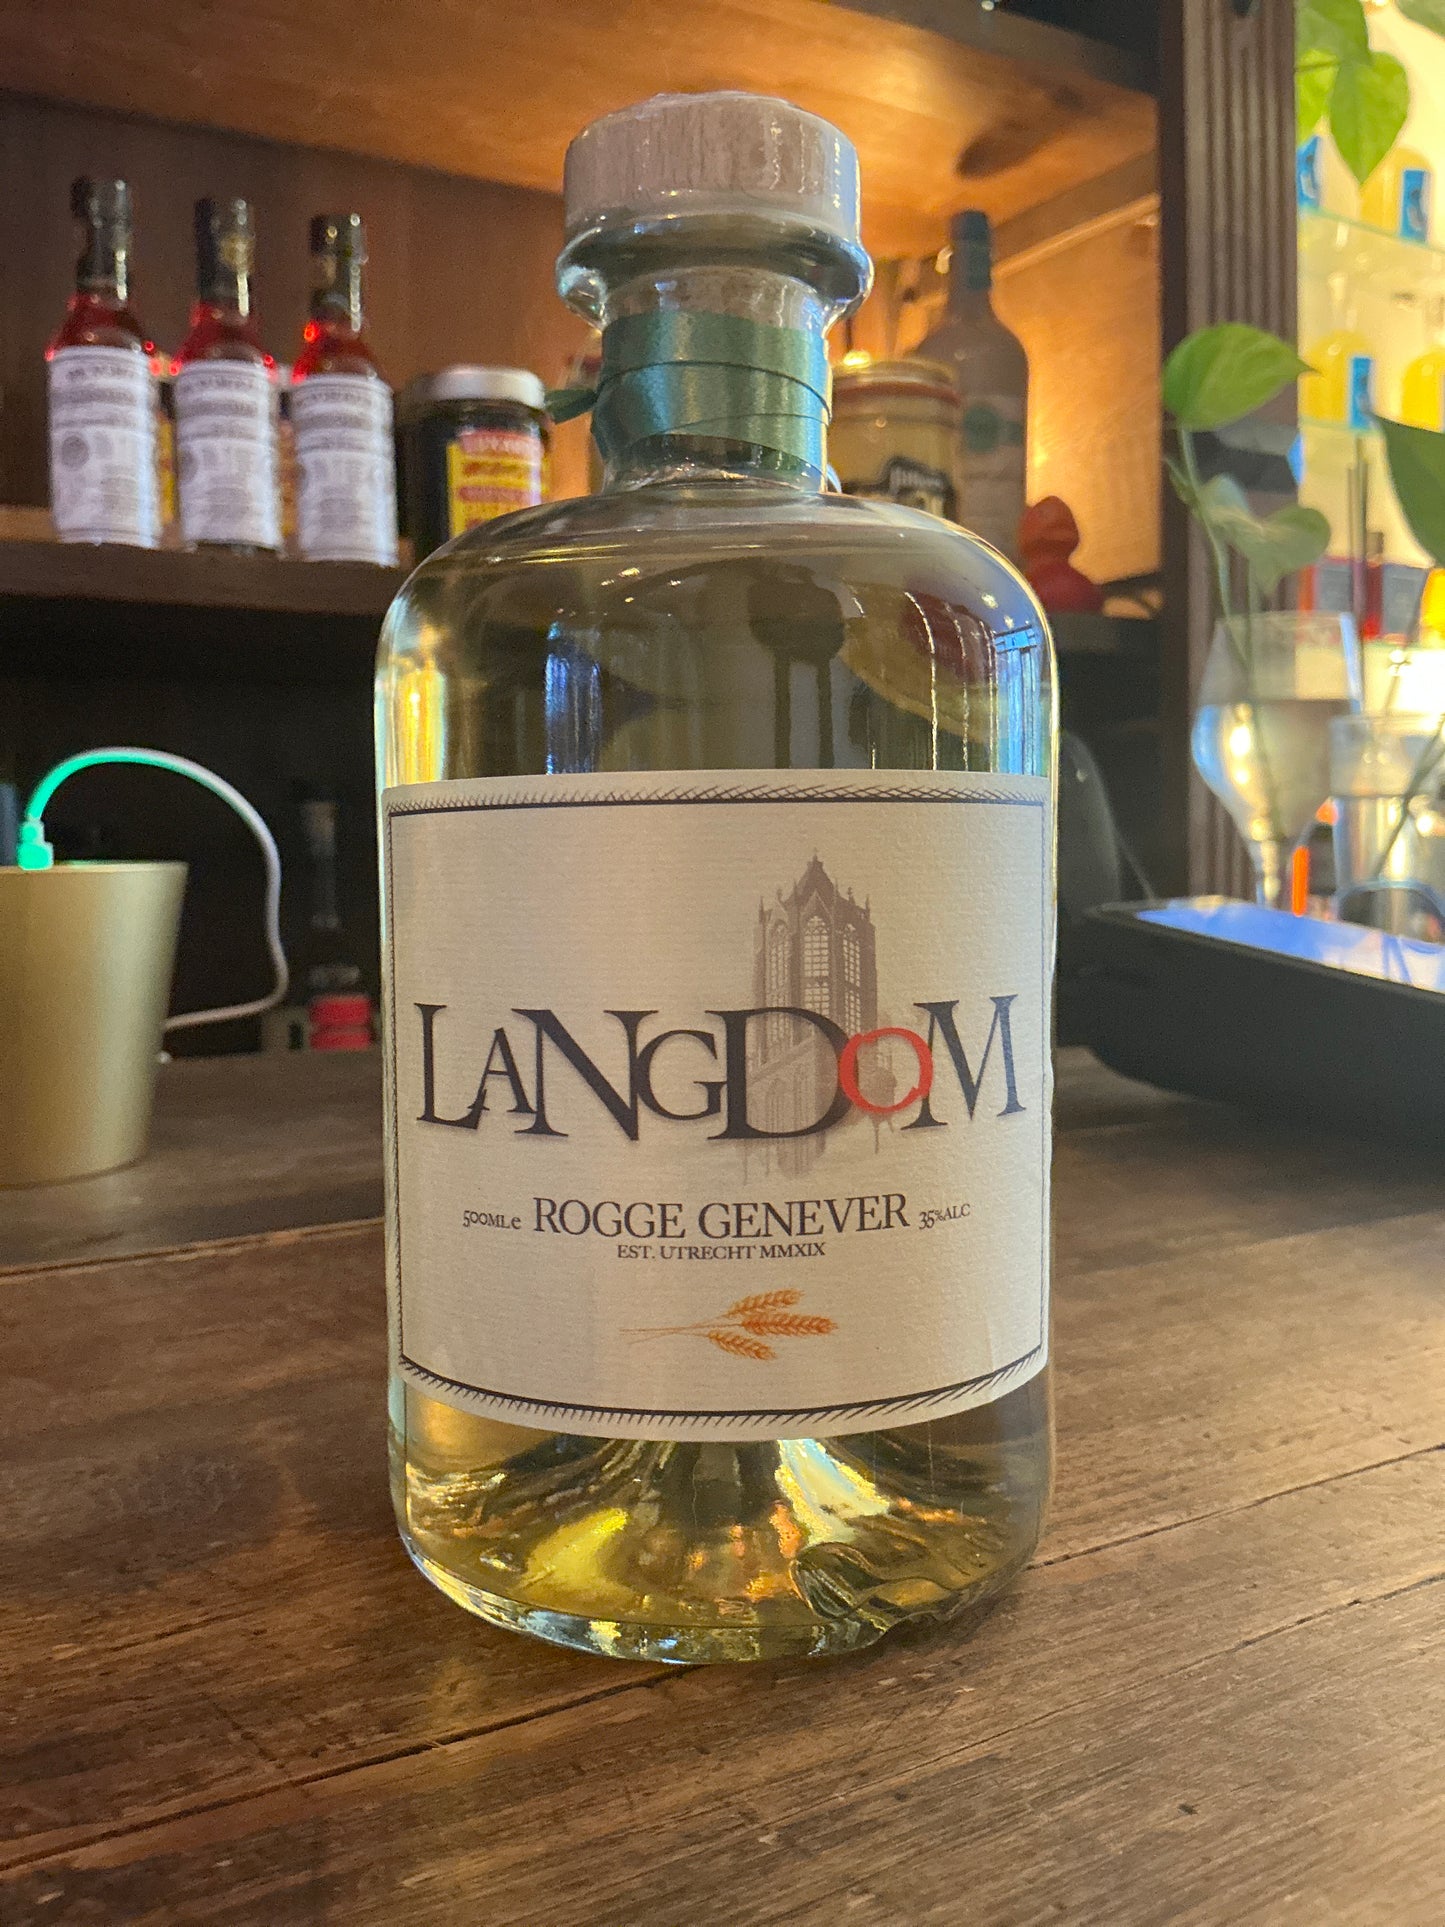 LANGDOM
500MLe ROGGE GENEVER 35%ALC
EST. UTRECHT MMXIX